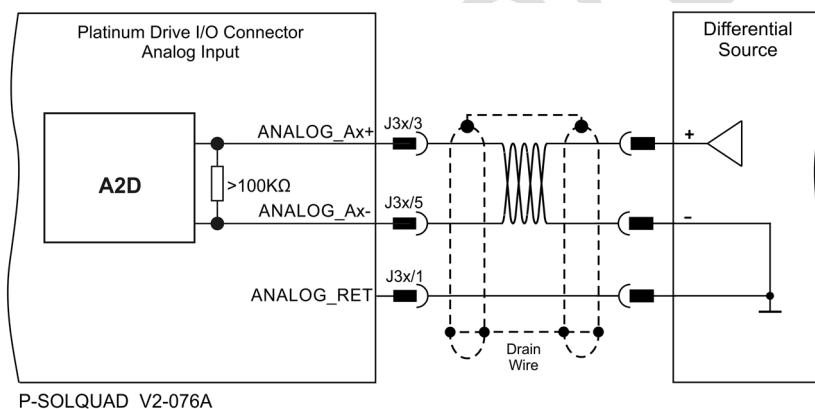 Platinum Drive I/O Connector
Analog Input
Differential
Source
ANALOG_Ax+
J3x/3
+
A2D
>100KΩ
ANALOG_Ax-
J3x/5
-
ANALOG_RET
J3x/1
Drain
Wire
P-SOLQUAD V2-076A